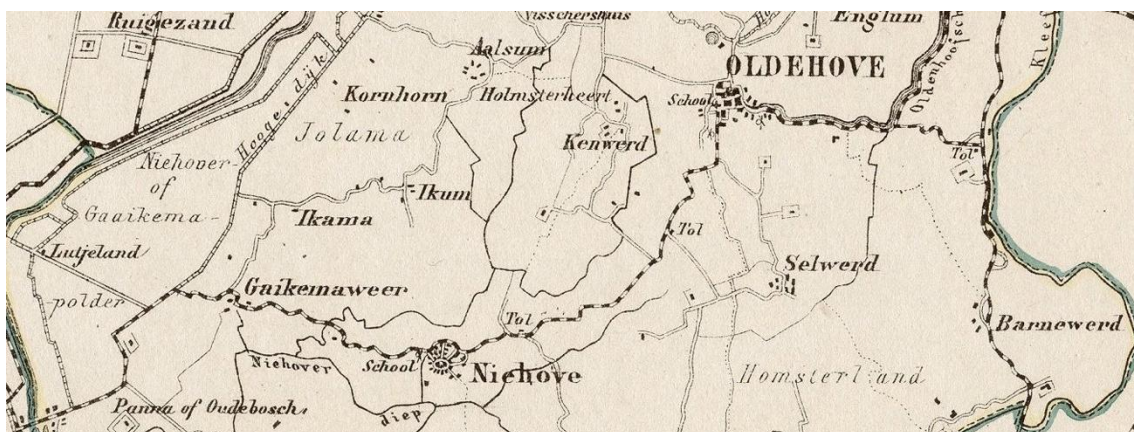 Visschershuis
Ruigezand
Englum
Aalsum
OLDEHOVE
Hooge dijk
Kornhorn
Holmsterheert
School
Oldenhoofsch
Kleef
Jolama
Kenwerd
Tol
Niehover
of
Gaaikema-
polder
Ikum
Ikama
Tol
Lutjeland
Selwerd
Gaikemaweer
Tol
Barnewerd
Niehover
diep
School
Niehove
Homsterland
Panna of Oudebosch